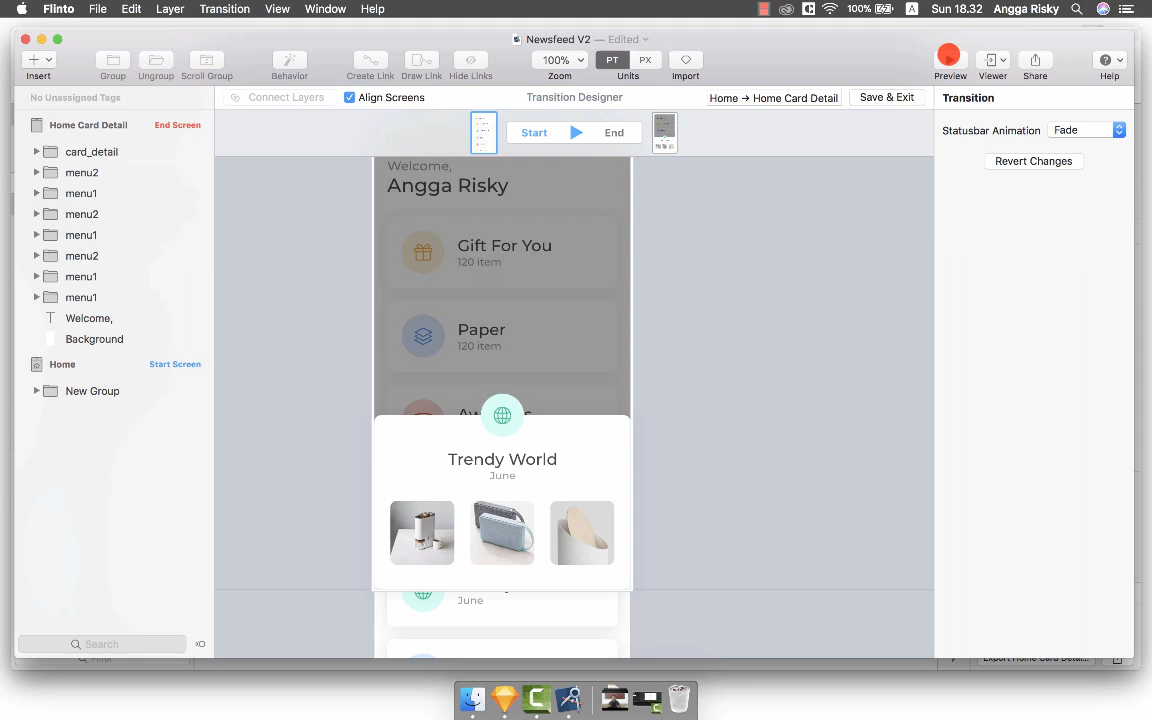 Flinto File Edit Layer Transition View Window Help 100% A Sun 18.32 Angga Risky
Newsfeed V2 — Edited
100% PT PX
Insert Group Ungroup Scroll Group Behavior Create Link Draw Link Hide Links Zoom Units Import Preview Viewer Share Help
No Unassigned Tags
Connect Layers Align Screens Transition Designer Home → Home Card Detail Save & Exit Transition
Home Card Detail End Screen
Start End
Statusbar Animation Fade
Revert Changes
card_detail
menu2
menu1
menu2
menu1
menu2
menu1
menu1
Welcome,
Background
Home Start Screen
New Group
Search
Filter
Welcome,
Angga Risky
Gift For You
120 item
Paper
120 item
Trendy World
June
June
Export Home Card Detai...